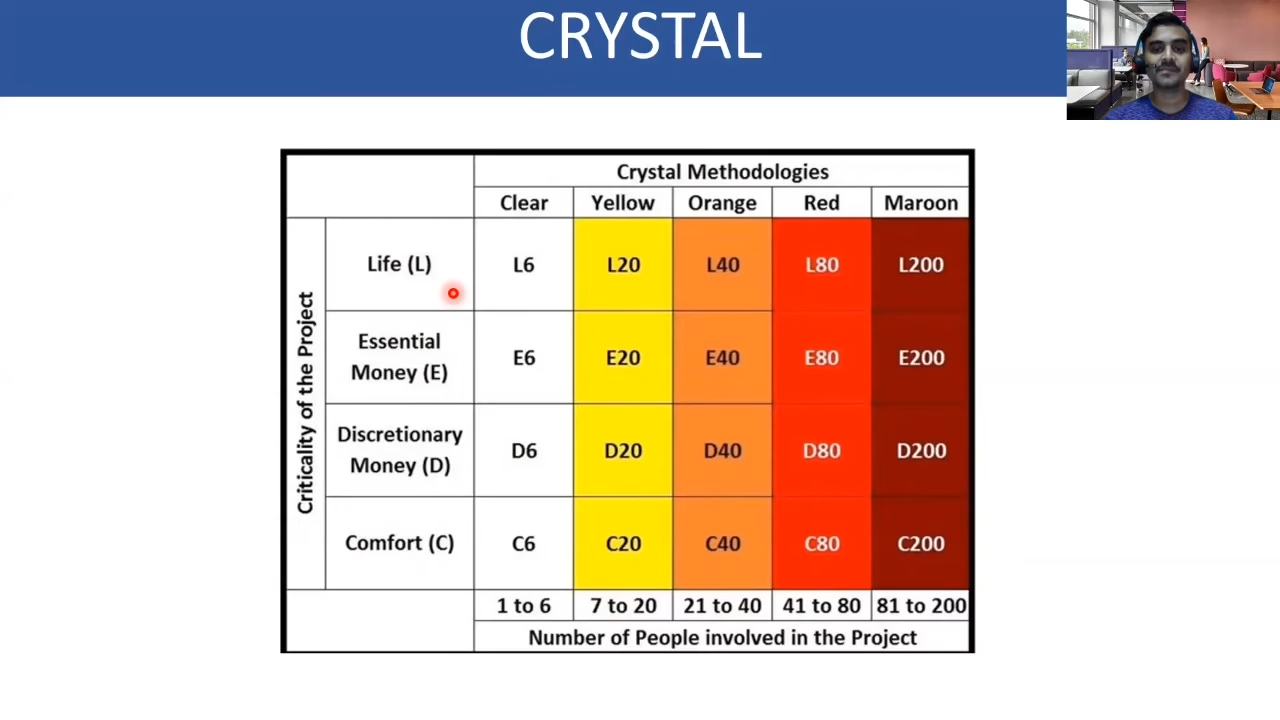 CRYSTAL
Crystal Methodologies
Clear Yellow Orange Red Maroon
Criticality of the Project
Life (L) L6 L20 L40 L80 L200
Essential
Money (E) E6 E20 E40 E80 E200
Discretionary
Money (D) D6 D20 D40 D80 D200
Comfort (C) C6 C20 C40 C80 C200
1 to 6 7 to 20 21 to 40 41 to 80 81 to 200
Number of People involved in the Project